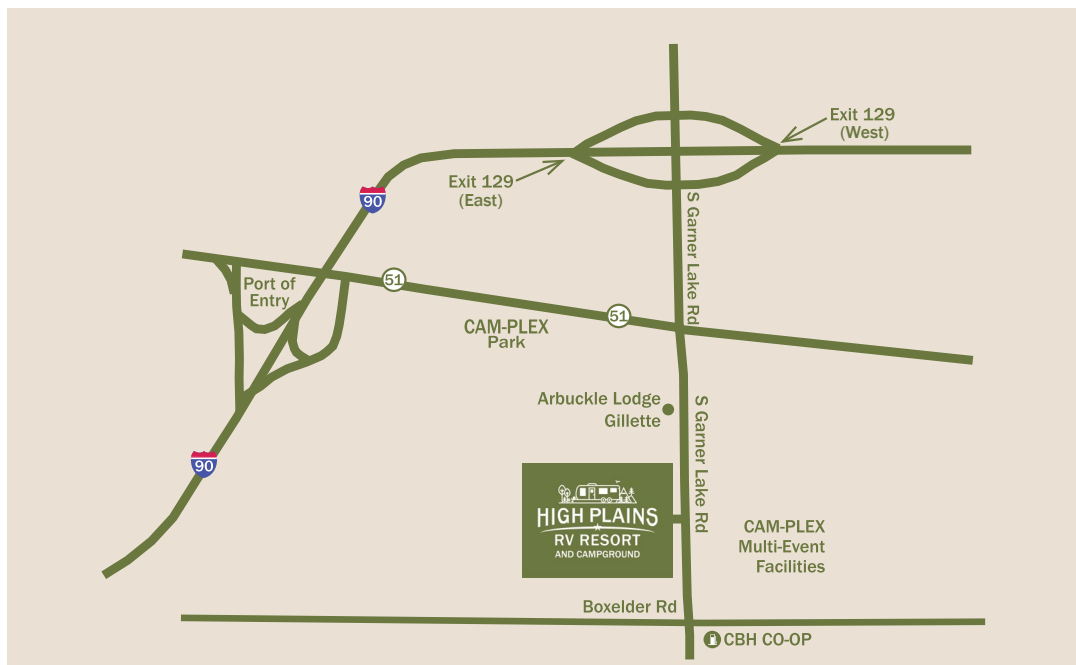 Exit 129
(West)
Exit 129
(East)
90
S Garner Lake Rd
Port of
Entry
51
51
CAM-PLEX
Park
Arbuckle Lodge
Gillette
S Garner Lake Rd
90
HIGH PLAINS
RV RESORT
AND CAMPGROUND
CAM-PLEX
Multi-Event
Facilities
Boxelder Rd
CBH CO-OP